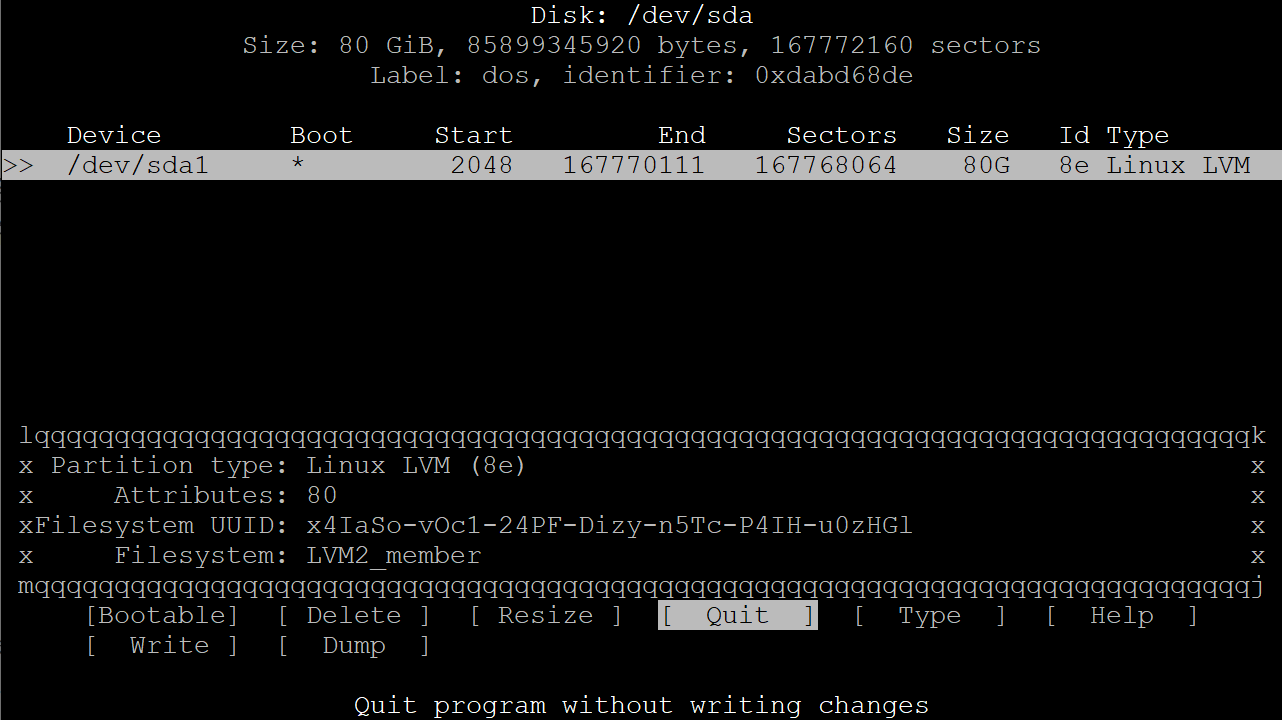 Disk: /dev/sda
Size: 80 GiB, 85899345920 bytes, 167772160 sectors
Label: dos, identifier: 0xdabd68de
Device Boot Start End Sectors Size Id Type
>> /dev/sda1 * 2048 167770111 167768064 80G 8e Linux LVM
lqqqqqqqqqqqqqqqqqqqqqqqqqqqqqqqqqqqqqqqqqqqqqqqqqqqqqqqqqqqqqqqqqqqqqqqqqqqqk
x Partition type: Linux LVM (8e) x
x Attributes: 80 x
xFilesystem UUID: x4IaSo-vOc1-24PF-Dizy-n5Tc-P4IH-u0zHGl x
x Filesystem: LVM2_member x
mqqqqqqqqqqqqqqqqqqqqqqqqqqqqqqqqqqqqqqqqqqqqqqqqqqqqqqqqqqqqqqqqqqqqqqqqqqqqj
[Bootable] [ Delete ] [ Resize ] [ Quit ] [ Type ] [ Help ]
[ Write ] [ Dump ]
Quit program without writing changes